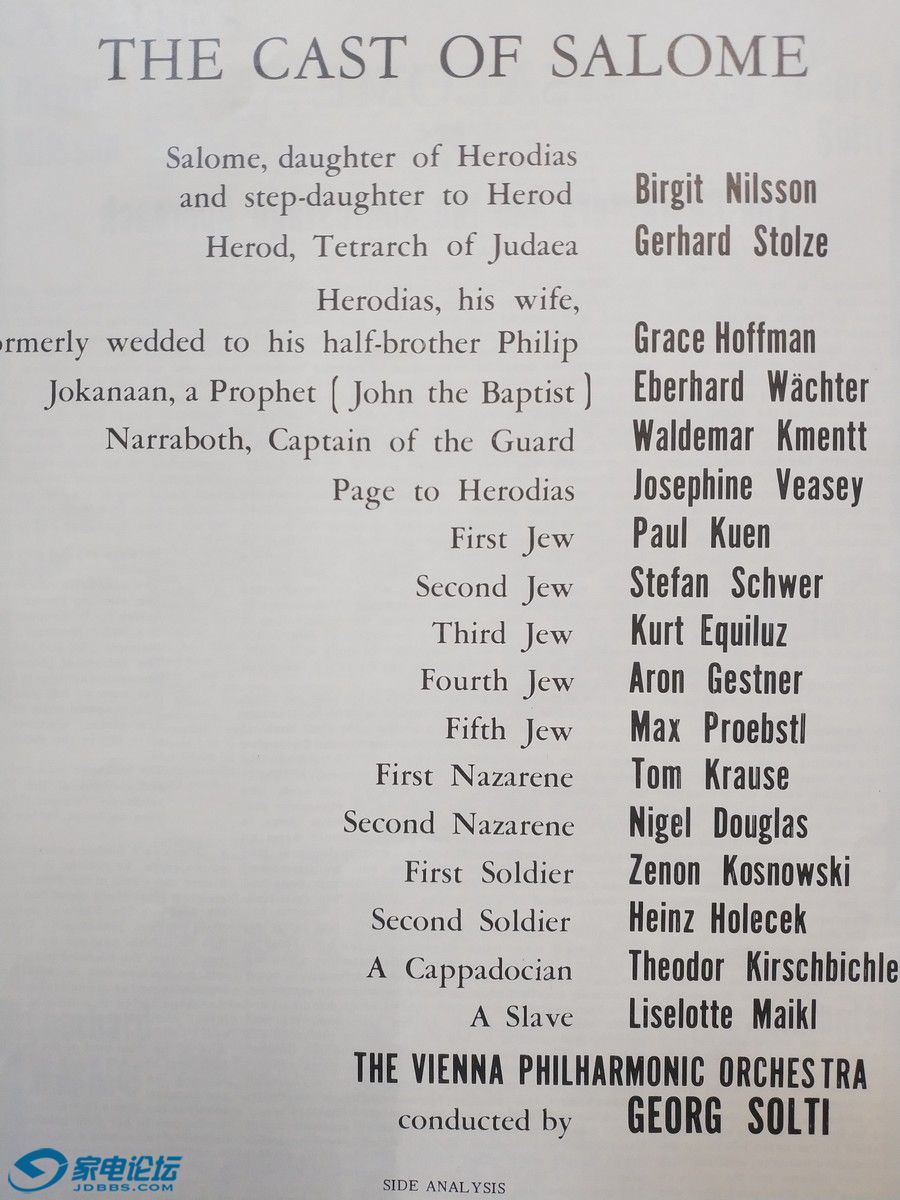 THE CAST OF SALOME
Salome, daughter of Herodias
and step-daughter to Herod Birgit Nilsson
Herod, Tetrarch of Judaea Gerhard Stolze
Herodias, his wife,
ormerly wedded to his half-brother Philip Grace Hoffman
Jokanaan, a Prophet (John the Baptist) Eberhard Wächter
Narraboth, Captain of the Guard Waldemar Kmentt
Page to Herodias Josephine Veasey
First Jew Paul Kuen
Second Jew Stefan Schwer
Third Jew Kurt Equiluz
Fourth Jew Aron Gestner
Fifth Jew Max Proebstl
First Nazarene Tom Krause
Second Nazarene Nigel Douglas
First Soldier Zenon Kosnowski
Second Soldier Heinz Holecek
A Cappadocian Theodor Kirschbichle
A Slave Liselotte Maikl
THE VIENNA PHILHARMONIC ORCHESTRA
conducted by GEORG SOLTI
SIDE ANALYSIS
家电论坛
JDBBS.COM